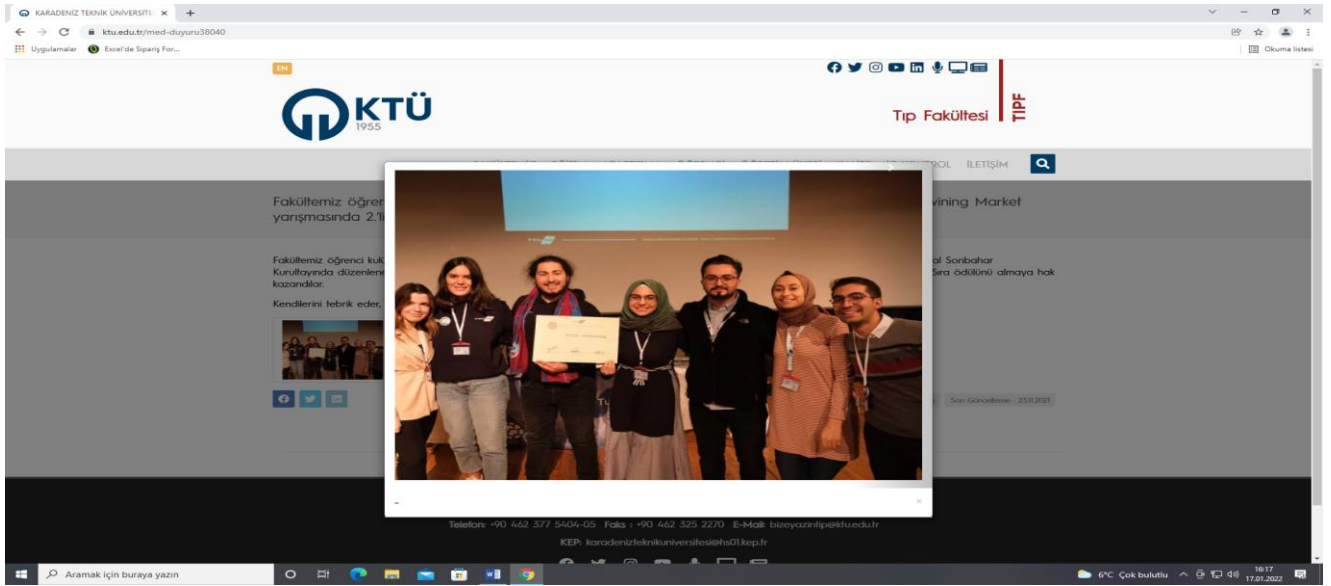 KARADENİZ TEKNİK ÜNİVERSİTE
ktu.edu.tr/med-duyuru38040
Uygulamalar
Excel'de Sipariş For...
Okuma listesi
EN
KTÜ
1955
Tıp Fakültesi
TIPF
ROL İLETİŞİM
Fakültemiz öğren
yarışmasında 2.'li
Market
Fakültemiz öğrenci kulü
al Sonbahar
Kurultayında düzenlene
Sıra ödülünü almaya hak
kazandılar.
Kendilerini tebrik eder,
Son Güncelleme : 23.11.2021
Telefon: +90 462 377 5404-05 Faks : +90 462 325 2270 E-Mail: bizeyazintip@ktu.edu.tr
KEP: karadenizteknikuniversitesi@hs01.kep.tr
Aramak için buraya yazın
6°C Çok bulutlu
16:17
17.01.2022